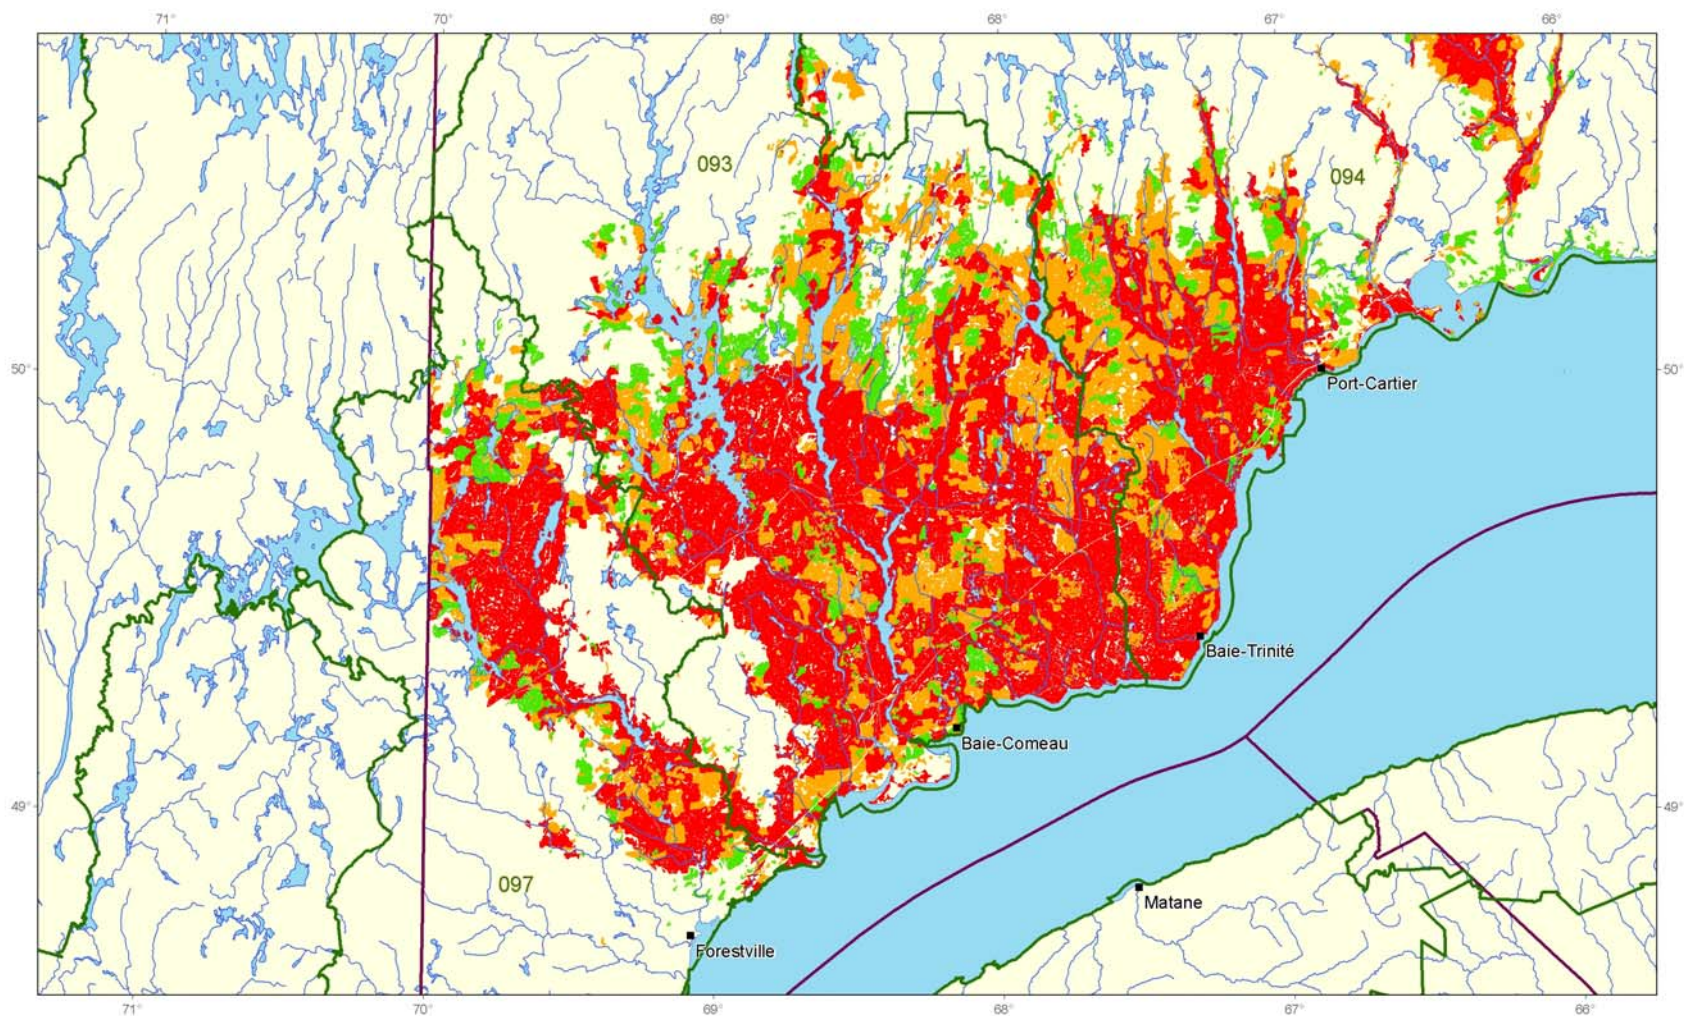 71° 70° 69° 68° 67° 66°
093
094
50° 50°
Port-Cartier
Baie-Trinité
Baie-Comeau
49° 49°
097
Matane
Forestville
71° 70° 69° 68° 67° 66°